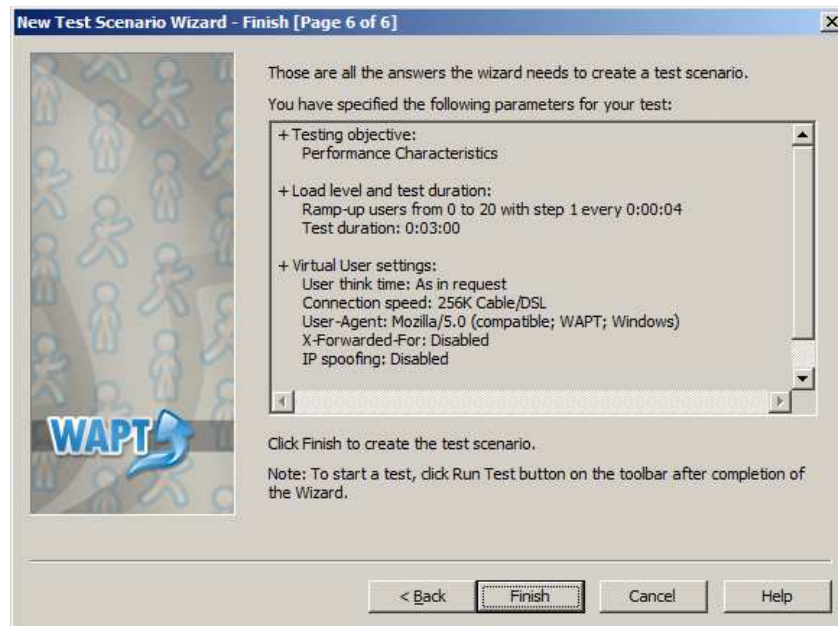 New Test Scenario Wizard - Finish [Page 6 of 6]
Those are all the answers the wizard needs to create a test scenario.
You have specified the following parameters for your test:
+ Testing objective:
Performance Characteristics
+ Load level and test duration:
Ramp-up users from 0 to 20 with step 1 every 0:00:04
Test duration: 0:03:00
+ Virtual User settings:
User think time: As in request
Connection speed: 256K Cable/DSL
User-Agent: Mozilla/5.0 (compatible; WAPT; Windows)
X-Forwarded-For: Disabled
IP spoofing: Disabled
WAPT
Click Finish to create the test scenario.
Note: To start a test, click Run Test button on the toolbar after completion of
the Wizard.
< Back
Finish
Cancel
Help